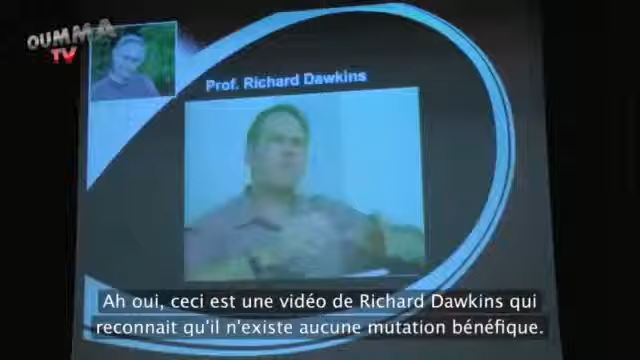 OUMMA
TV
Prof. Richard Dawkins
Ah oui, ceci est une vidéo de Richard Dawkins qui
reconnait qu'il n'existe aucune mutation bénéfique.